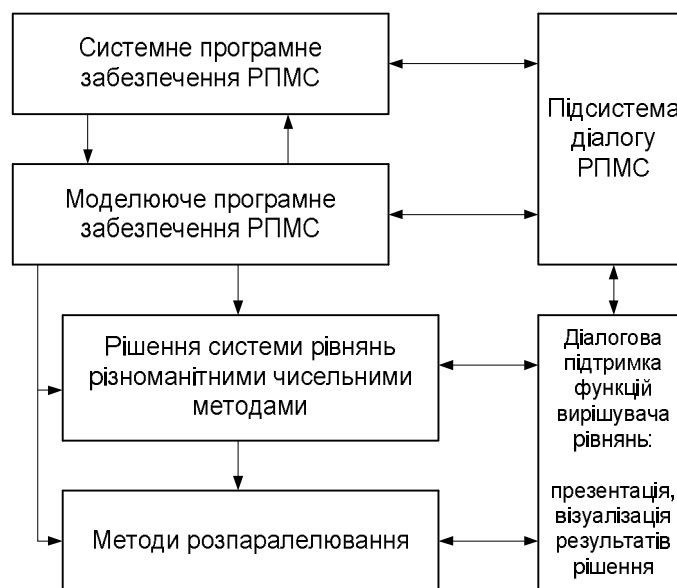 Системне програмне
забезпечення РПМС
Підсистема
діалогу
РПМС
Моделююче програмне
забезпечення РПМС
Рішення системи рівнянь
різноманітними чисельними
методами
Діалогова
підтримка
функцій
вирішувача
рівнянь:
презентація,
візуалізація
результатів
рішення
Методи розпаралелювання